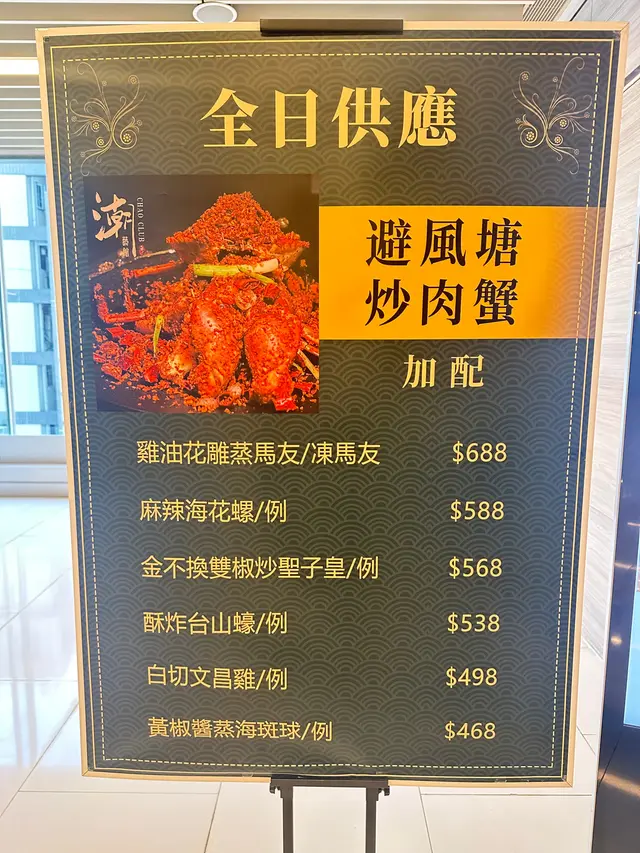 全日供應
潮
CHAO CLUB
避風塘
炒肉蟹
加配
雞油花雕蒸馬友/凍馬友 $688
麻辣海花螺/例 $588
金不換雙椒炒聖子皇/例 $568
酥炸台山蠔/例 $538
白切文昌雞/例 $498
黃椒醬蒸海斑球/例 $468